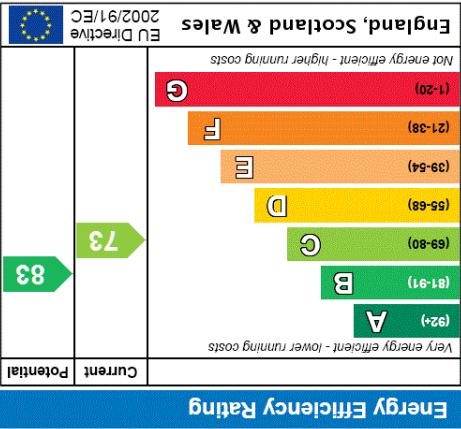 Energy Efficiency Rating
Current
Potential
Very energy efficient - lower running costs
(92+) A
(81-91) B
(69-80) C
(55-68) D
(39-54) E
(21-38) F
(1-20) G
73
83
Not energy efficient - higher running costs
England, Scotland & Wales
EU Directive
2002/91/EC